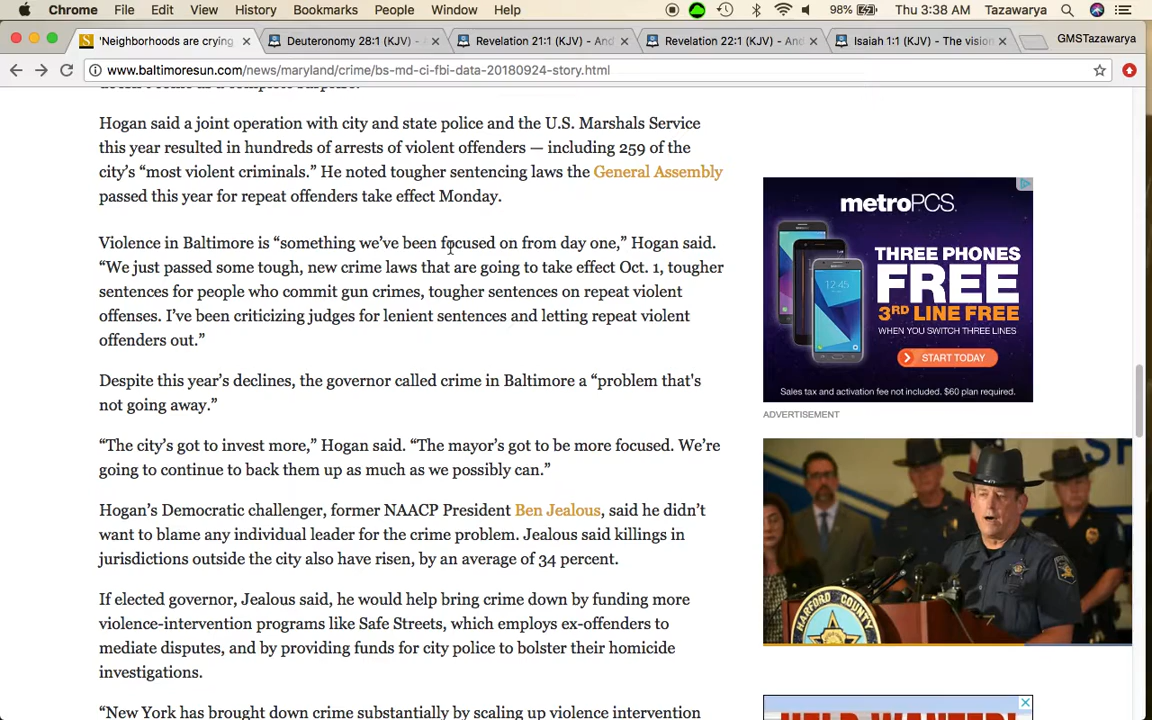 Chrome File Edit View History Bookmarks People Window Help 98% Thu 3:38 AM Tazawarya
'Neighborhoods are crying Deuteronomy 28:1 (KJV) - Revelation 21:1 (KJV) - And Revelation 22:1 (KJV) - And Isaiah 1:1 (KJV) - The vision GMSTazawarya
www.baltimoresun.com/news/maryland/crime/bs-md-ci-fbi-data-20180924-story.html
doesn't come as a complete surprise.
Hogan said a joint operation with city and state police and the U.S. Marshals Service
this year resulted in hundreds of arrests of violent offenders — including 259 of the
city's “most violent criminals.” He noted tougher sentencing laws the General Assembly
passed this year for repeat offenders take effect Monday.
Violence in Baltimore is “something we've been focused on from day one,” Hogan said.
“We just passed some tough, new crime laws that are going to take effect Oct. 1, tougher
sentences for people who commit gun crimes, tougher sentences on repeat violent
offenses. I've been criticizing judges for lenient sentences and letting repeat violent
offenders out.”
Despite this year's declines, the governor called crime in Baltimore a “problem that's
not going away.”
“The city's got to invest more,” Hogan said. “The mayor's got to be more focused. We're
going to continue to back them up as much as we possibly can.”
Hogan's Democratic challenger, former NAACP President Ben Jealous, said he didn't
want to blame any individual leader for the crime problem. Jealous said killings in
jurisdictions outside the city also have risen, by an average of 34 percent.
If elected governor, Jealous said, he would help bring crime down by funding more
violence-intervention programs like Safe Streets, which employs ex-offenders to
mediate disputes, and by providing funds for city police to bolster their homicide
investigations.
“New York has brought down crime substantially by scaling up violence intervention
metroPCS
12:45
THREE PHONES
FREE
3RD LINE FREE
WHEN YOU SWITCH THREE LINES
START TODAY
Sales tax and activation fee not included. $60 plan required.
ADVERTISEMENT
HARFORD COUNTY
HELP WANTED!